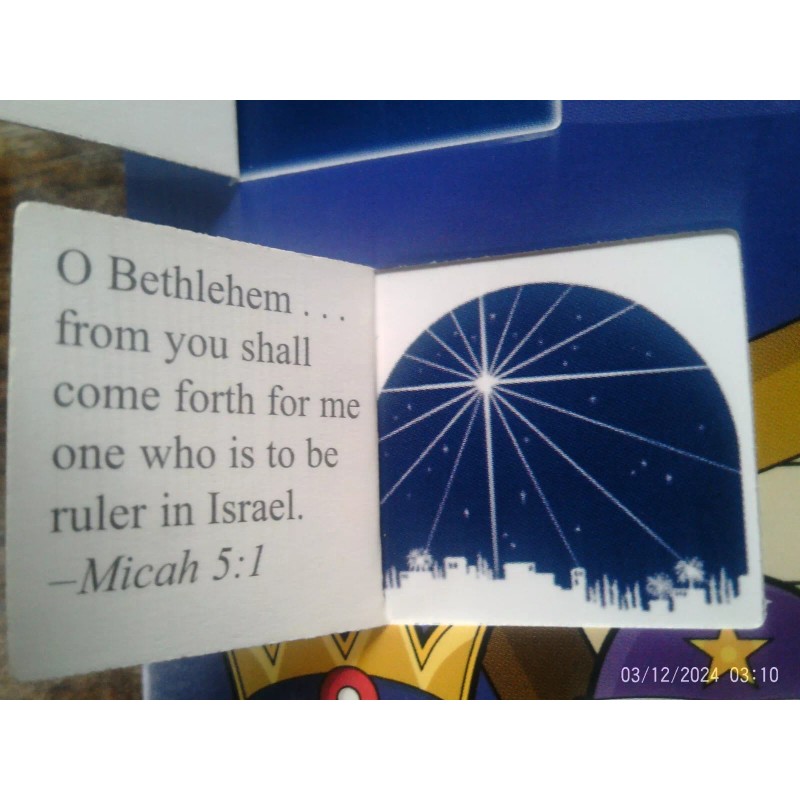 O Bethlehem . . .
from you shall
come forth for me
one who is to be
ruler in Israel.
–Micah 5:1
03/12/2024 03:10